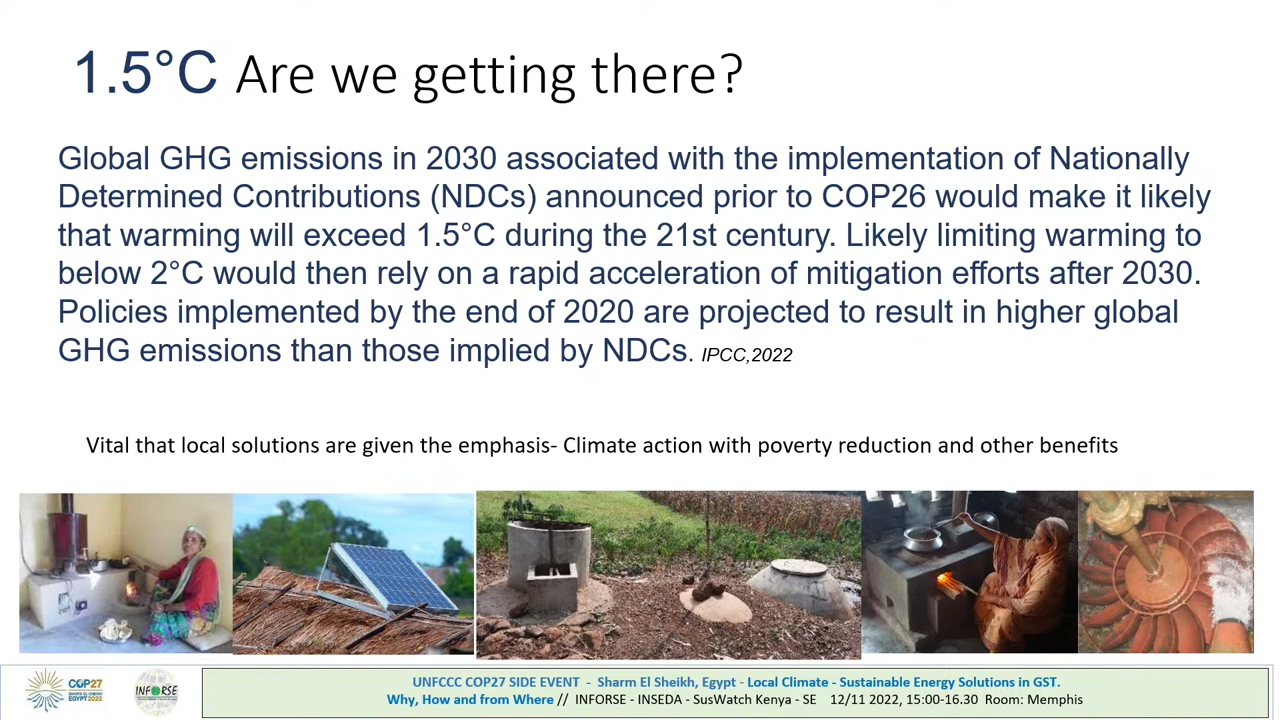 1.5°C Are we getting there?
Global GHG emissions in 2030 associated with the implementation of Nationally
Determined Contributions (NDCs) announced prior to COP26 would make it likely
that warming will exceed 1.5°C during the 21st century. Likely limiting warming to
below 2°C would then rely on a rapid acceleration of mitigation efforts after 2030.
Policies implemented by the end of 2020 are projected to result in higher global
GHG emissions than those implied by NDCs. IPCC,2022
Vital that local solutions are given the emphasis- Climate action with poverty reduction and other benefits
COP27
SHARM EL-SHEIKH
EGYPT2022
INFORSE
UNFCCC COP27 SIDE EVENT - Sharm El Sheikh, Egypt - Local Climate - Sustainable Energy Solutions in GST.
Why, How and from Where // INFORSE - INSEDA - SusWatch Kenya - SE 12/11 2022, 15:00-16.30 Room: Memphis